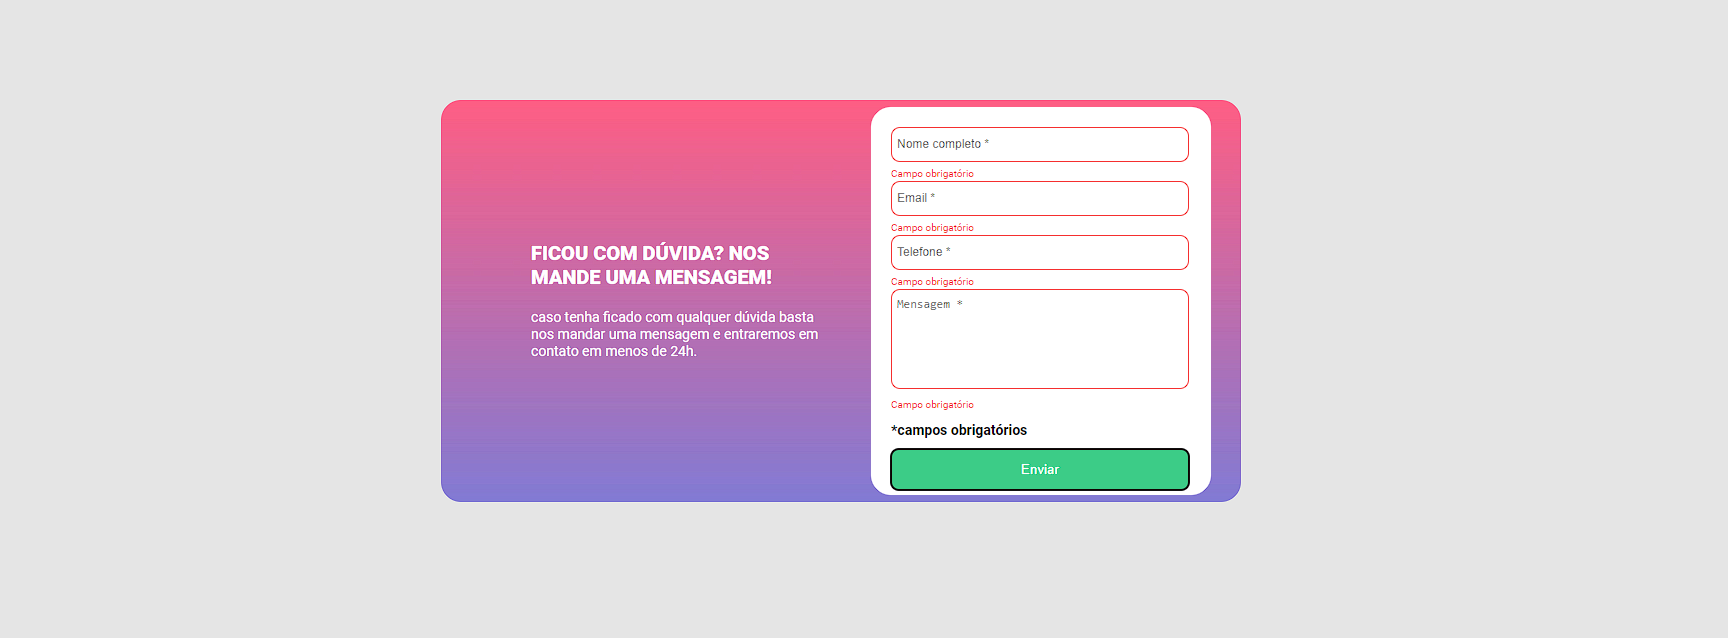 FICOU COM DÚVIDA? NOS
MANDE UMA MENSAGEM!
caso tenha ficado com qualquer dúvida basta
nos mandar uma mensagem e entraremos em
contato em menos de 24h.
Nome completo *
Campo obrigatório
Email *
Campo obrigatório
Telefone *
Campo obrigatório
Mensagem *
Campo obrigatório
*campos obrigatórios
Enviar